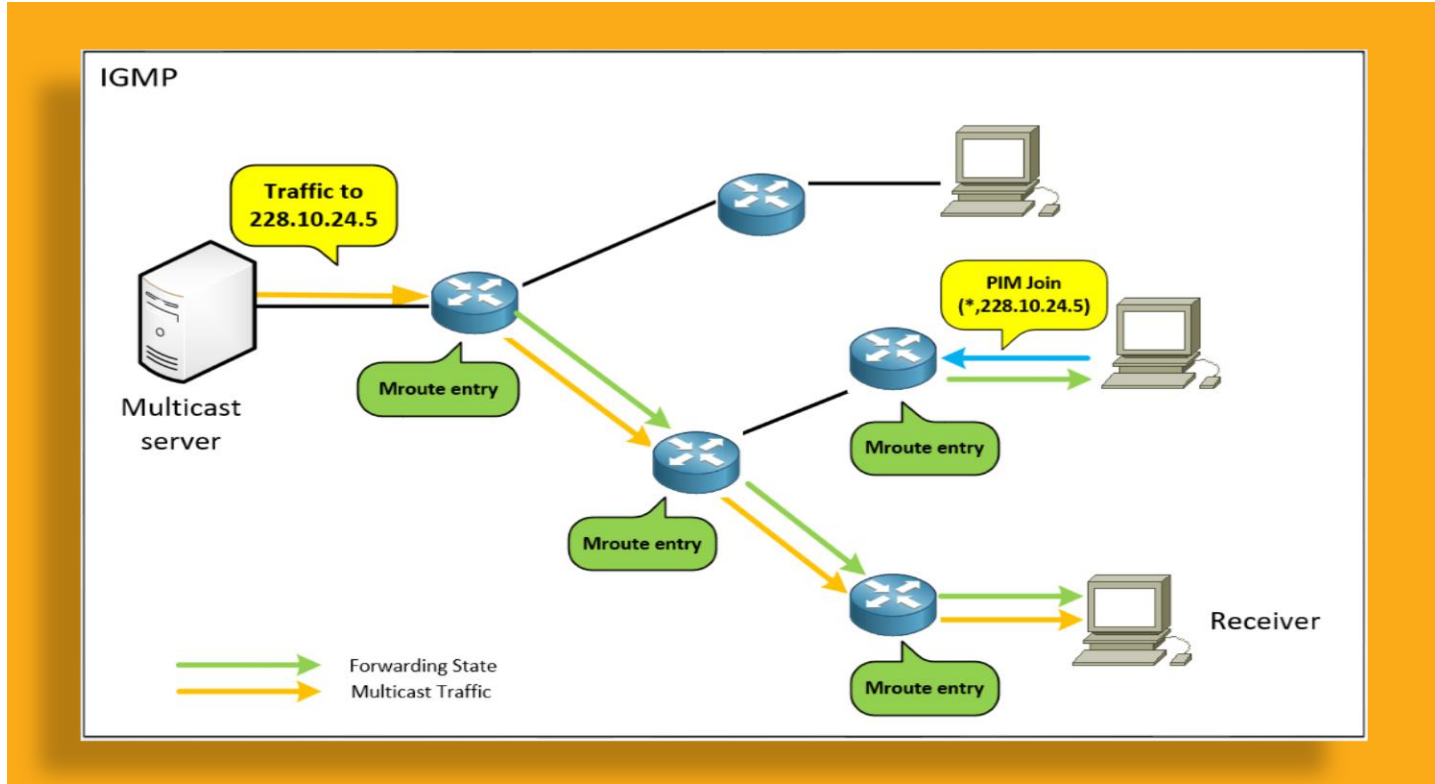 IGMP
Traffic to
228.10.24.5
PIM Join
(*,228.10.24.5)
Mroute entry
Multicast
server
Mroute entry
Mroute entry
Receiver
Forwarding State
Multicast Traffic
Mroute entry